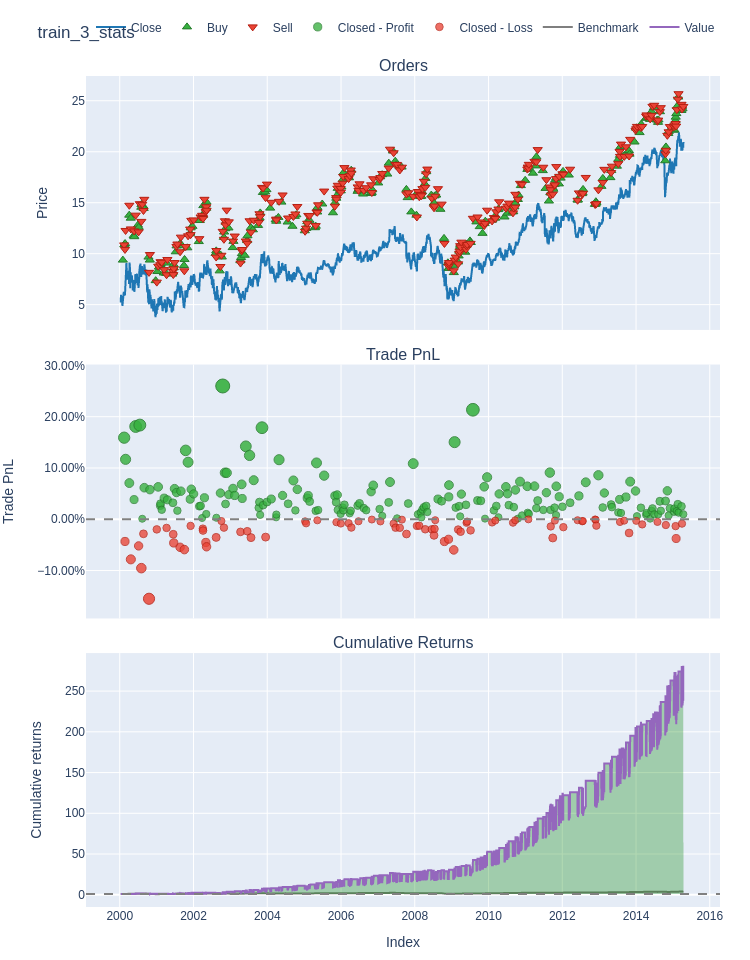 train_3_stats
Close Buy Sell Closed - Profit Closed - Loss Benchmark Value
Orders
25
20
15
10
5
Price
Trade PnL
30.00%
20.00%
10.00%
0.00%
−10.00%
Trade PnL
Cumulative Returns
250
200
150
100
50
0
Cumulative returns
2000 2002 2004 2006 2008 2010 2012 2014 2016
Index